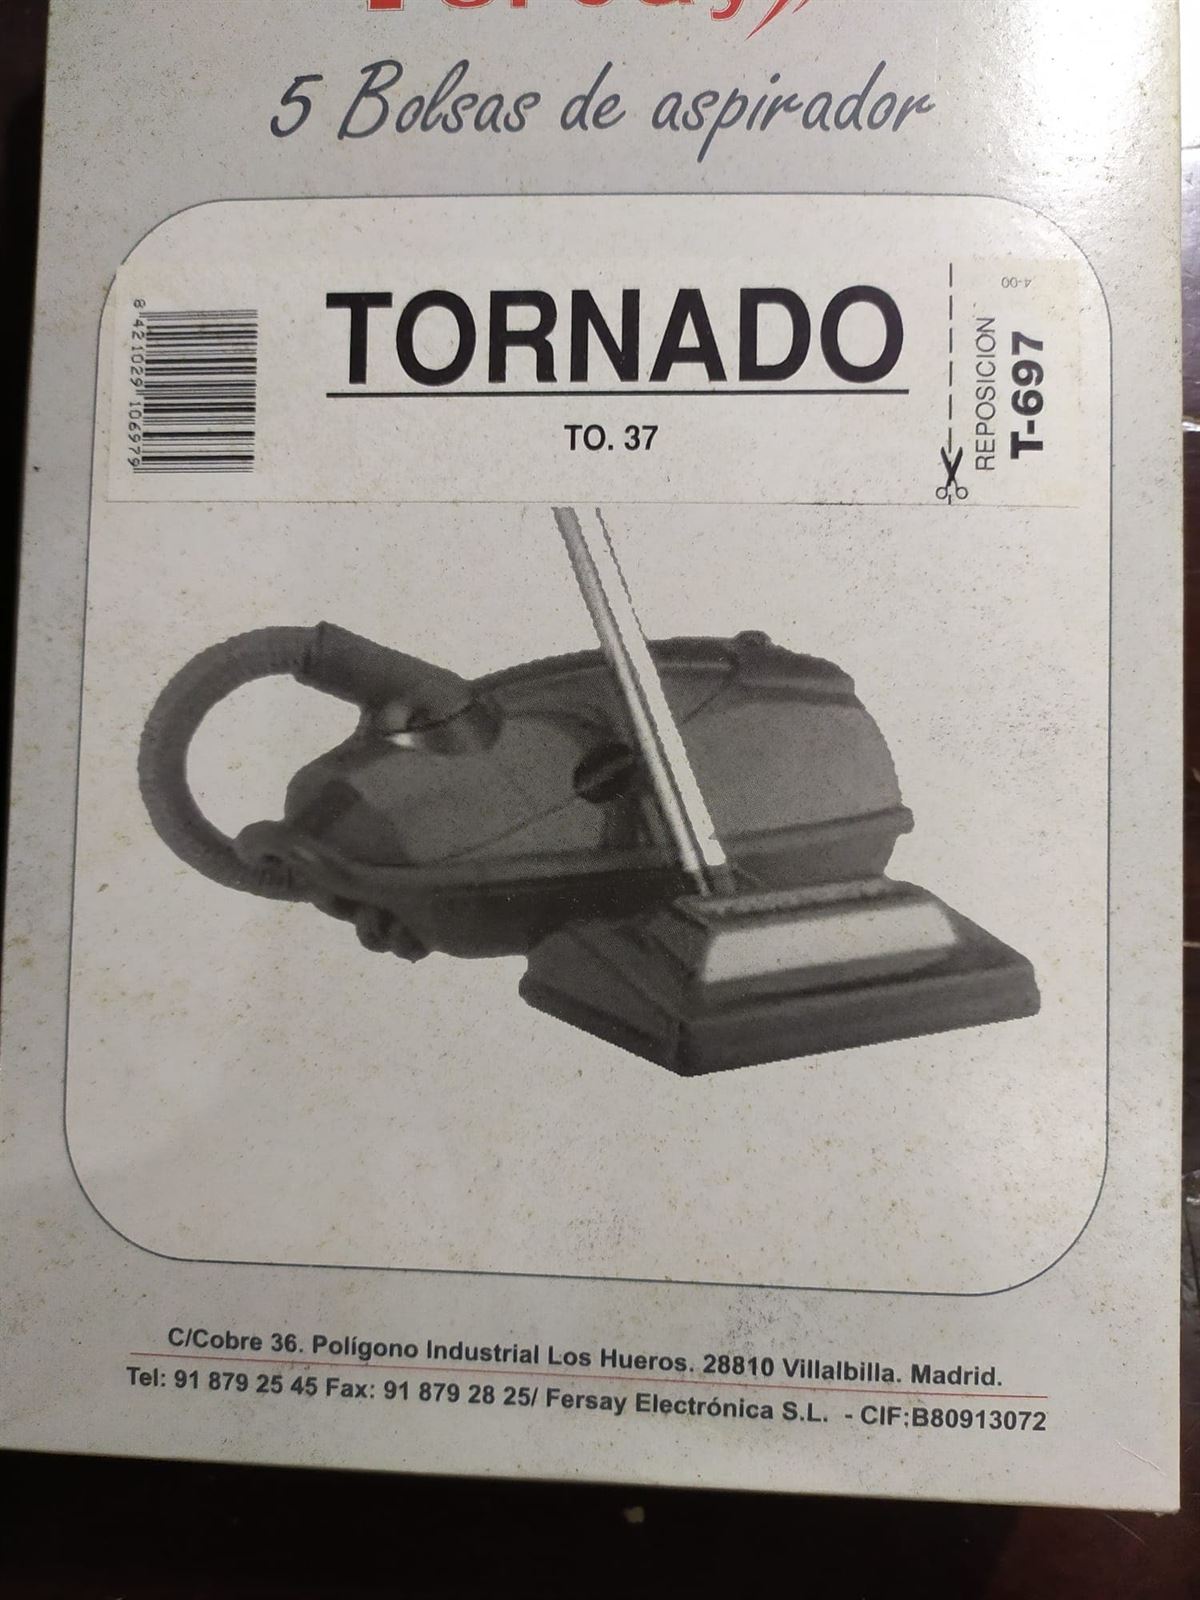 5 Bolsas de aspirador
TORNADO
TO. 37
8 421029 106979
REPOSICION
T-697
4-00
C/Cobre 36. Polígono Industrial Los Hueros. 28810 Villalbilla. Madrid.
Tel: 91 879 25 45 Fax: 91 879 28 25/ Fersay Electrónica S.L. - CIF:B80913072